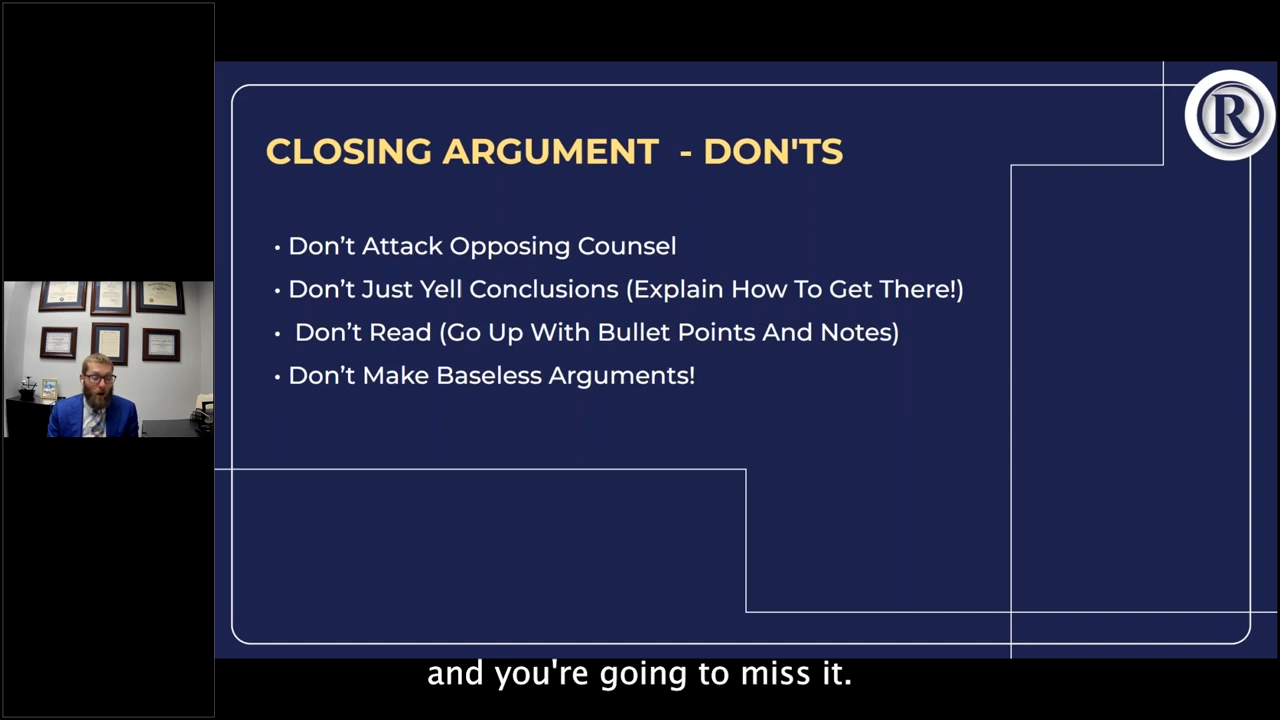 CLOSING ARGUMENT - DON'TS
R
• Don’t Attack Opposing Counsel
• Don’t Just Yell Conclusions (Explain How To Get There!)
• Don’t Read (Go Up With Bullet Points And Notes)
• Don’t Make Baseless Arguments!
and you're going to miss it.